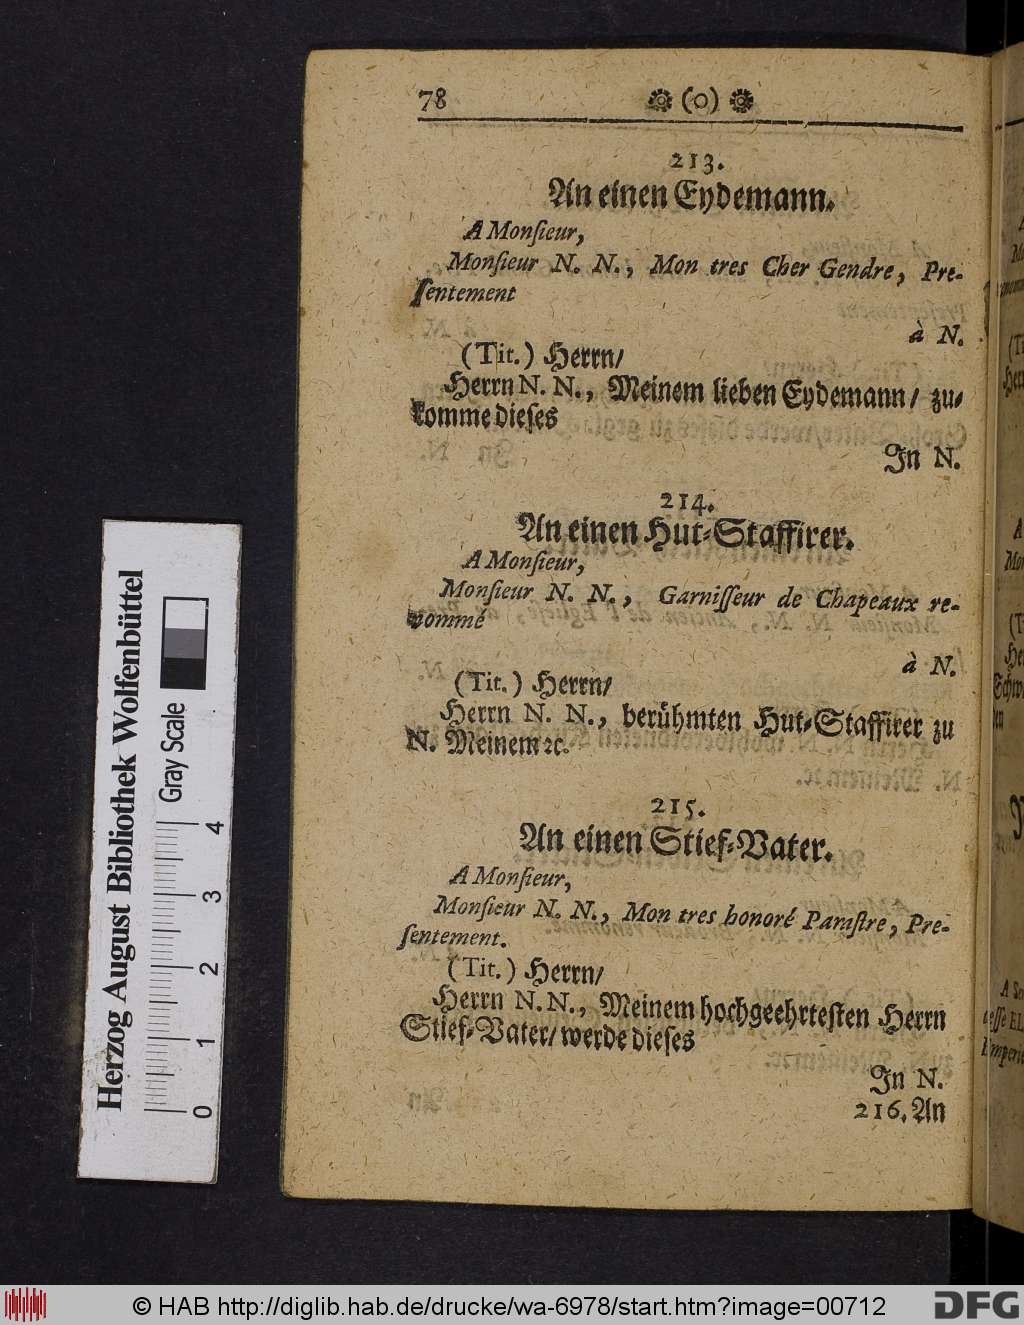 78 (o)
213.
An einen Eydemann.
A Monſieur,
Monſieur N. N., Mon tres Cher Gendre, Pre-
ſentement
à N.
(Tit.) Herrn/
Herrn N. N., Meinem lieben Eydemann / zu-
komme dieſes
In N.
214.
An einen Hut-Staffirer.
A Monſieur,
Monſieur N. N., Garniſſeur de Chapeaux re-
nommé
à N.
(Tit.) Herrn/
Herrn N. N., berühmten Hut-Staffirer zu
N. Meinem ꝛc.
215.
An einen Stief-Vater.
A Monſieur,
Monſieur N. N., Mon tres honoré Paraſtre, Pre-
ſentement.
(Tit.) Herrn/
Herrn N. N., Meinem hochgeehrteſten Herrn
Stief-Vater/ werde dieſes
In N.
216. An
Herzog August Bibliothek Wolfenbüttel
Gray Scale
0 1 2 3 4
© HAB http://diglib.hab.de/drucke/wa-6978/start.htm?image=00712
DFG